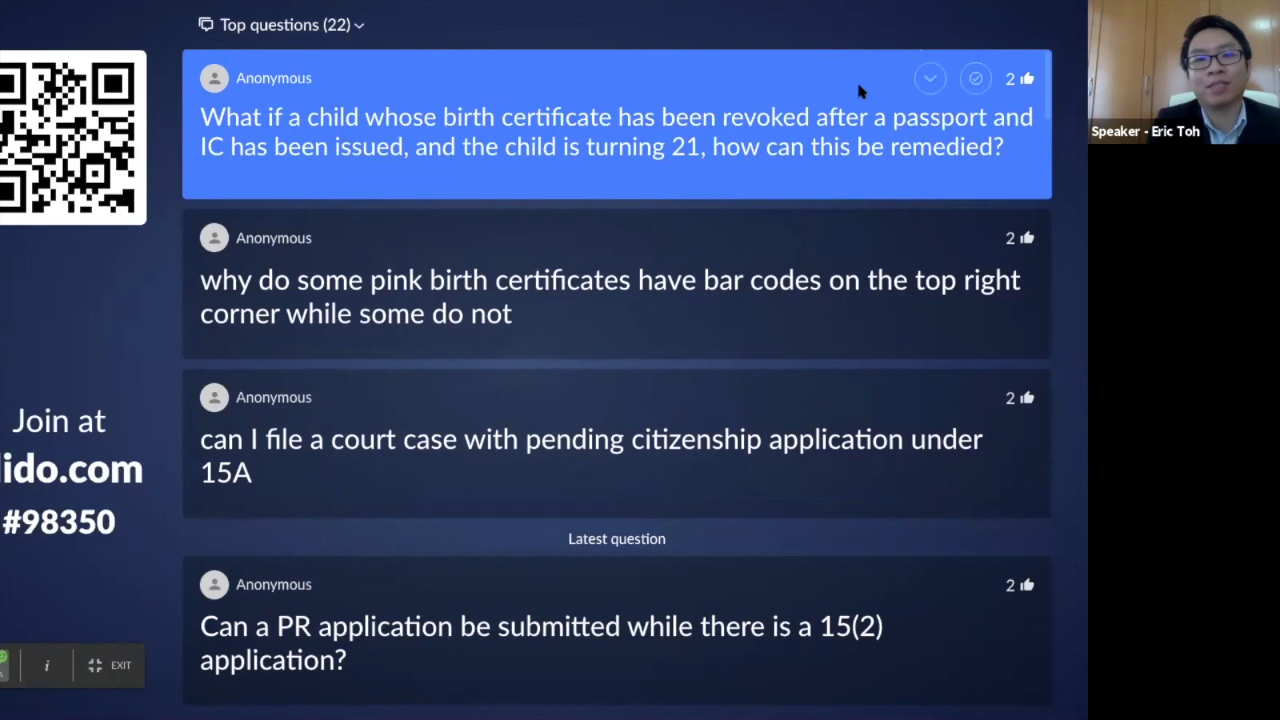 Top questions (22)
Anonymous
2
What if a child whose birth certificate has been revoked after a passport and
IC has been issued, and the child is turning 21, how can this be remedied?
Speaker - Eric Toh
Anonymous
2
why do some pink birth certificates have bar codes on the top right
corner while some do not
Anonymous
2
can I file a court case with pending citizenship application under
15A
Join at
lido.com
#98350
Latest question
Anonymous
2
Can a PR application be submitted while there is a 15(2)
application?
i
EXIT